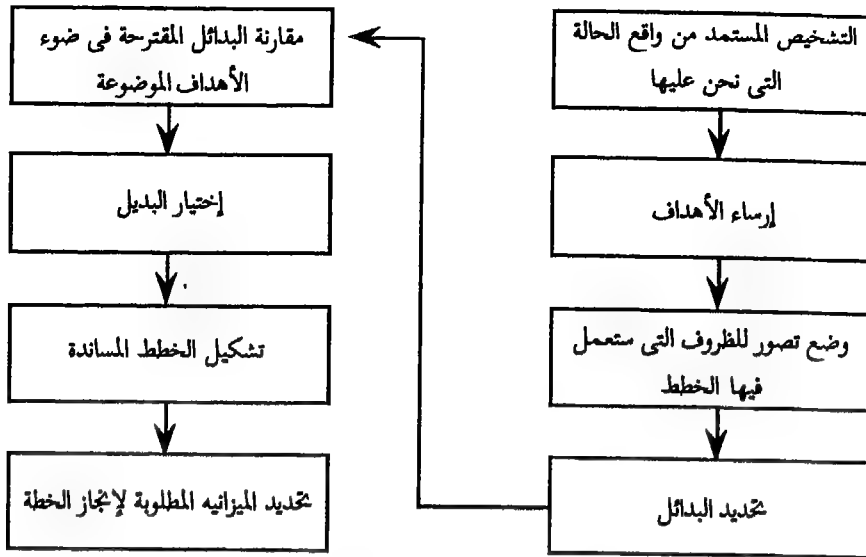 التشخيص المستمد من واقع الحالة
التى نحن عليها
إرساء الأهداف
وضع تصور للظروف التى ستعمل
فيها الخطط
تحديد البدائل
مقارنة البدائل المقترحة فى ضوء
الأهداف الموضوعة
إختيار البديل
تشكيل الخطط المساندة
تحديد الميزانيه المطلوبة لإنجاز الخطة